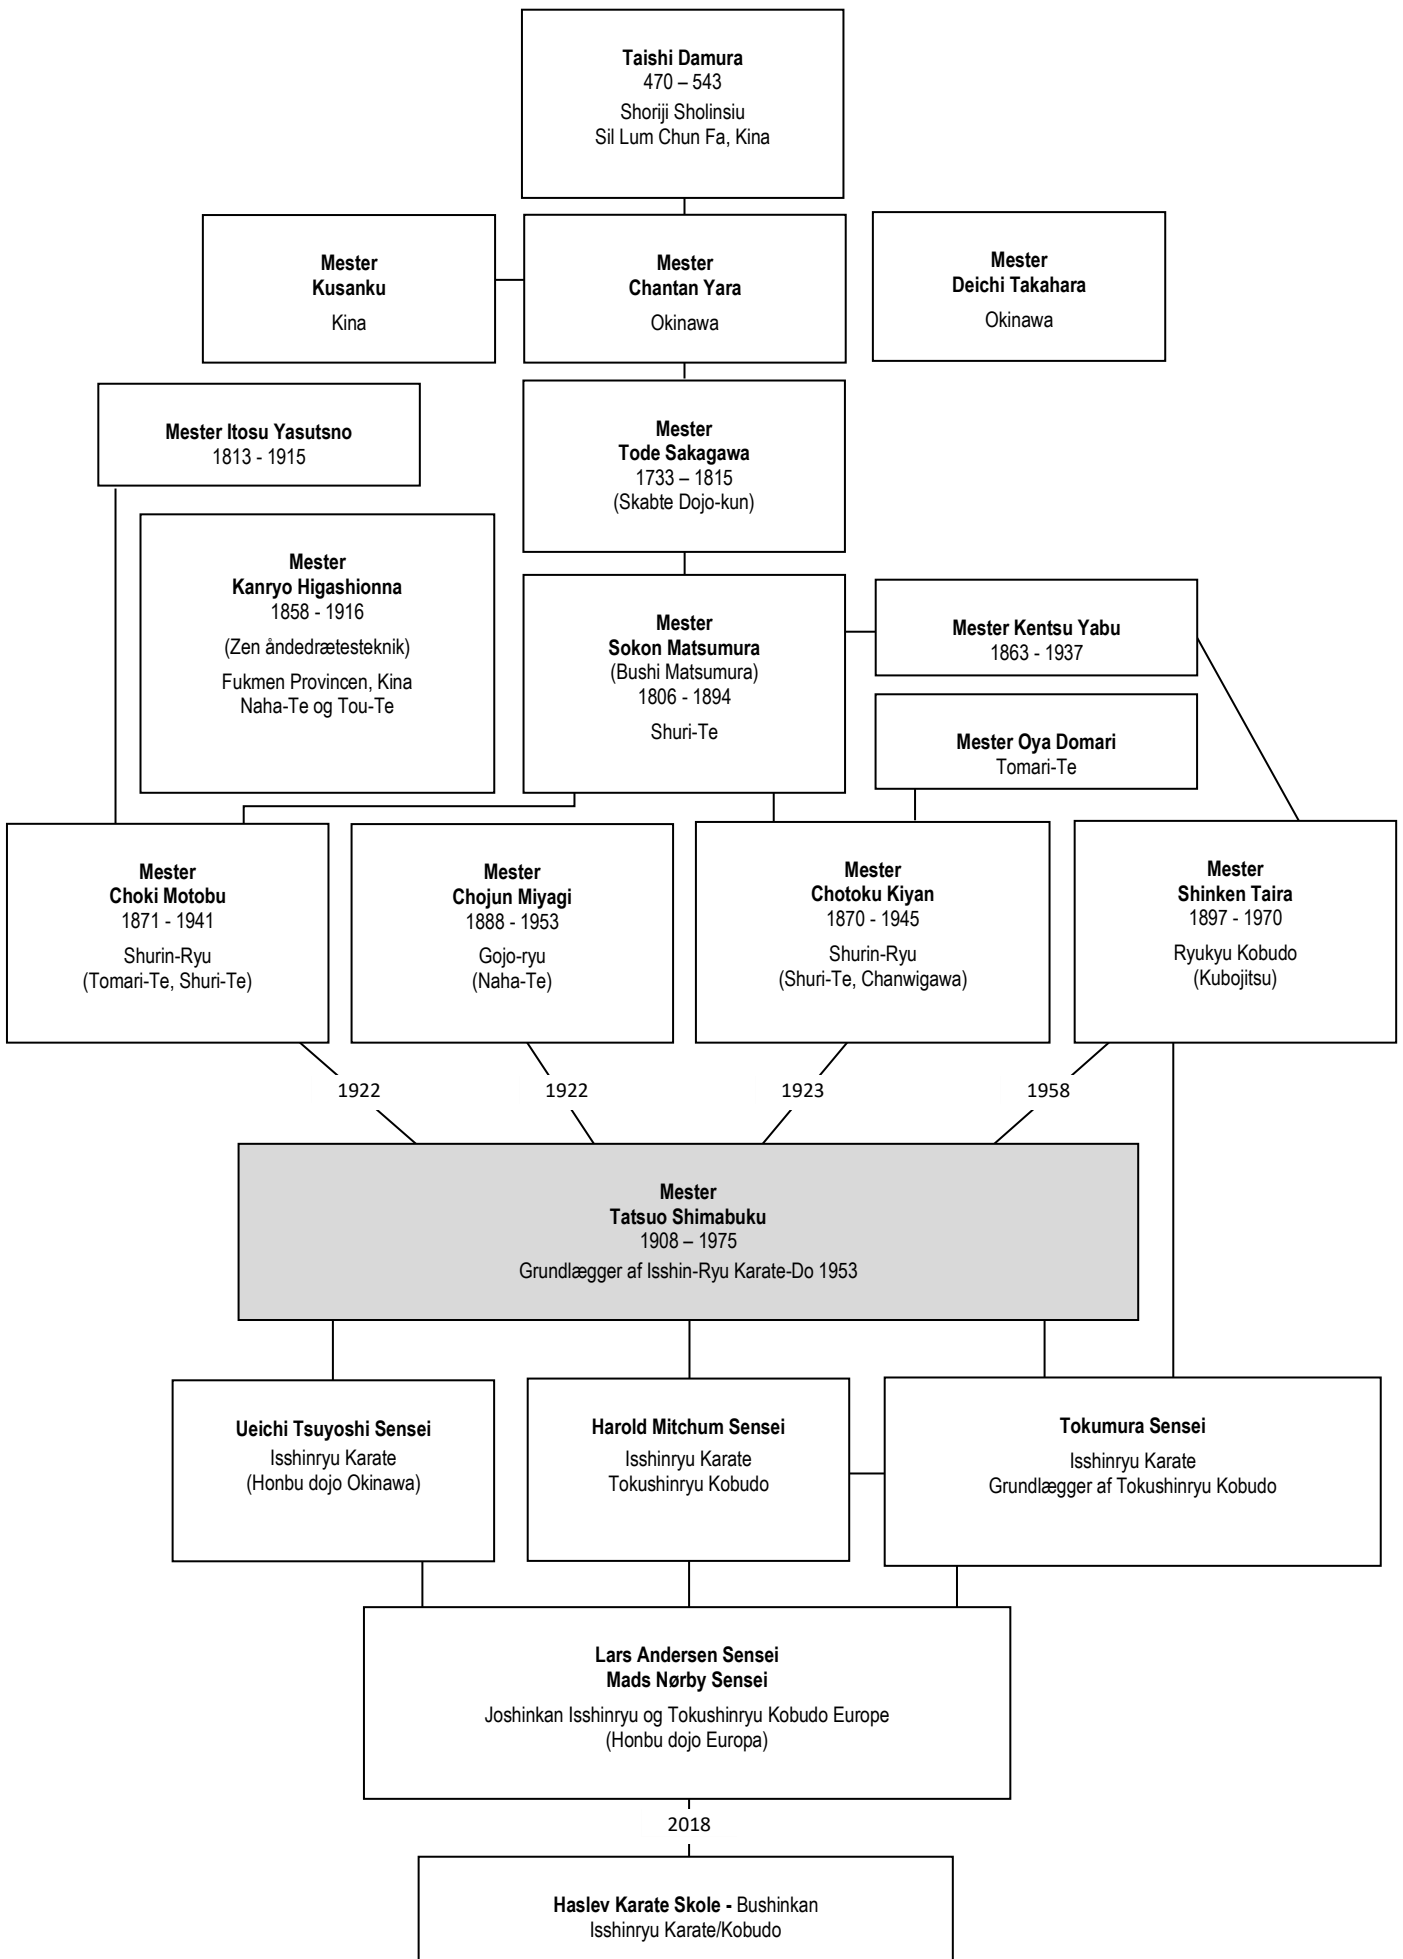 Taishi Damura
470 – 543
Shoriji Sholinsiu
Sil Lum Chun Fa, Kina
Mester
Kusanku
Kina
Mester
Chantan Yara
Okinawa
Mester
Deichi Takahara
Okinawa
Mester Itosu Yasutsno
1813 - 1915
Mester
Tode Sakagawa
1733 – 1815
(Skabte Dojo-kun)
Mester
Kanryo Higashionna
1858 - 1916
(Zen åndedrætesteknik)
Fukmen Provincen, Kina
Naha-Te og Tou-Te
Mester
Sokon Matsumura
(Bushi Matsumura)
1806 - 1894
Shuri-Te
Mester Kentsu Yabu
1863 - 1937
Mester Oya Domari
Tomari-Te
Mester
Choki Motobu
1871 - 1941
Shurin-Ryu
(Tomari-Te, Shuri-Te)
Mester
Chojun Miyagi
1888 - 1953
Gojo-ryu
(Naha-Te)
Mester
Chotoku Kiyan
1870 - 1945
Shurin-Ryu
(Shuri-Te, Chanwigawa)
Mester
Shinken Taira
1897 - 1970
Ryukyu Kobudo
(Kubojitsu)
1922
1922
1923
1958
Mester
Tatsuo Shimabuku
1908 – 1975
Grundlægger af Isshin-Ryu Karate-Do 1953
Ueichi Tsuyoshi Sensei
Isshinryu Karate
(Honbu dojo Okinawa)
Harold Mitchum Sensei
Isshinryu Karate
Tokushinryu Kobudo
Tokumura Sensei
Isshinryu Karate
Grundlægger af Tokushinryu Kobudo
Lars Andersen Sensei
Mads Nørby Sensei
Joshinkan Isshinryu og Tokushinryu Kobudo Europe
(Honbu dojo Europa)
2018
Haslev Karate Skole - Bushinkan
Isshinryu Karate/Kobudo